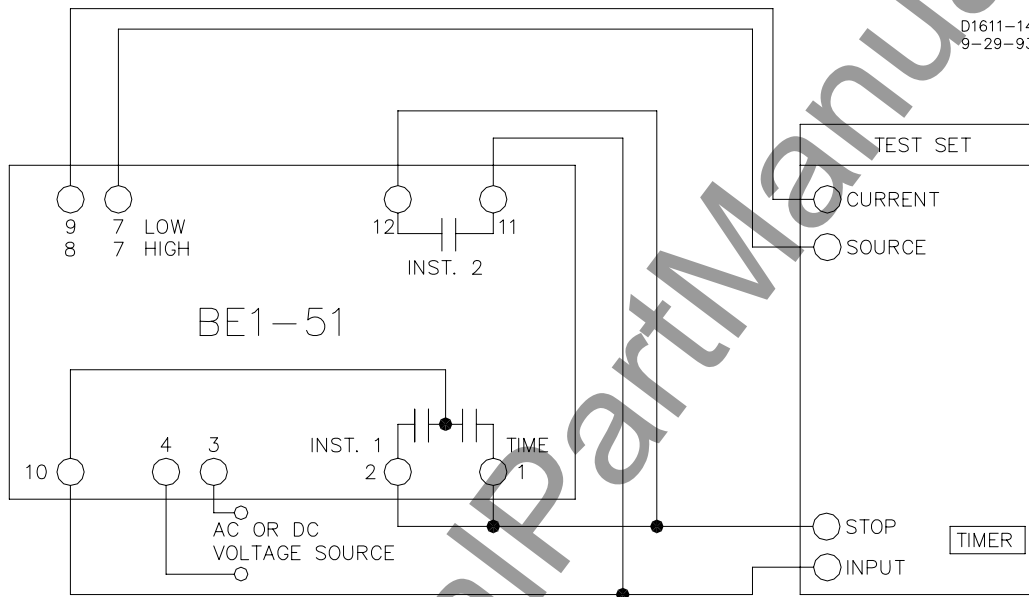 D1611-14
9-29-93
TEST SET
CURRENT
SOURCE
9 7 LOW
8 7 HIGH
12 11
INST. 2
BE1-51
4 3
INST. 1 TIME
10 2 1
AC OR DC
VOLTAGE SOURCE
STOP
TIMER
INPUT